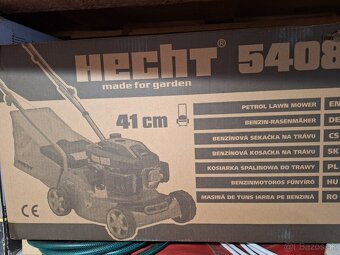 HECHT® 5408
made for garden
41 cm
PETROL LAWN MOWER EN
BENZIN-RASENMÄHER DE
BENZÍNOVÁ SEKAČKA NA TRÁVU CS
BENZÍNOVÁ KOSAČKA NA TRÁVU SK
KOSIARKA SPALINOWA DO TRAWY PL
BENZINMOTOROS FŰNYÍRÓ HU
MASINĂ DE TUNS IARBA PE BENZINĂ RO
CE